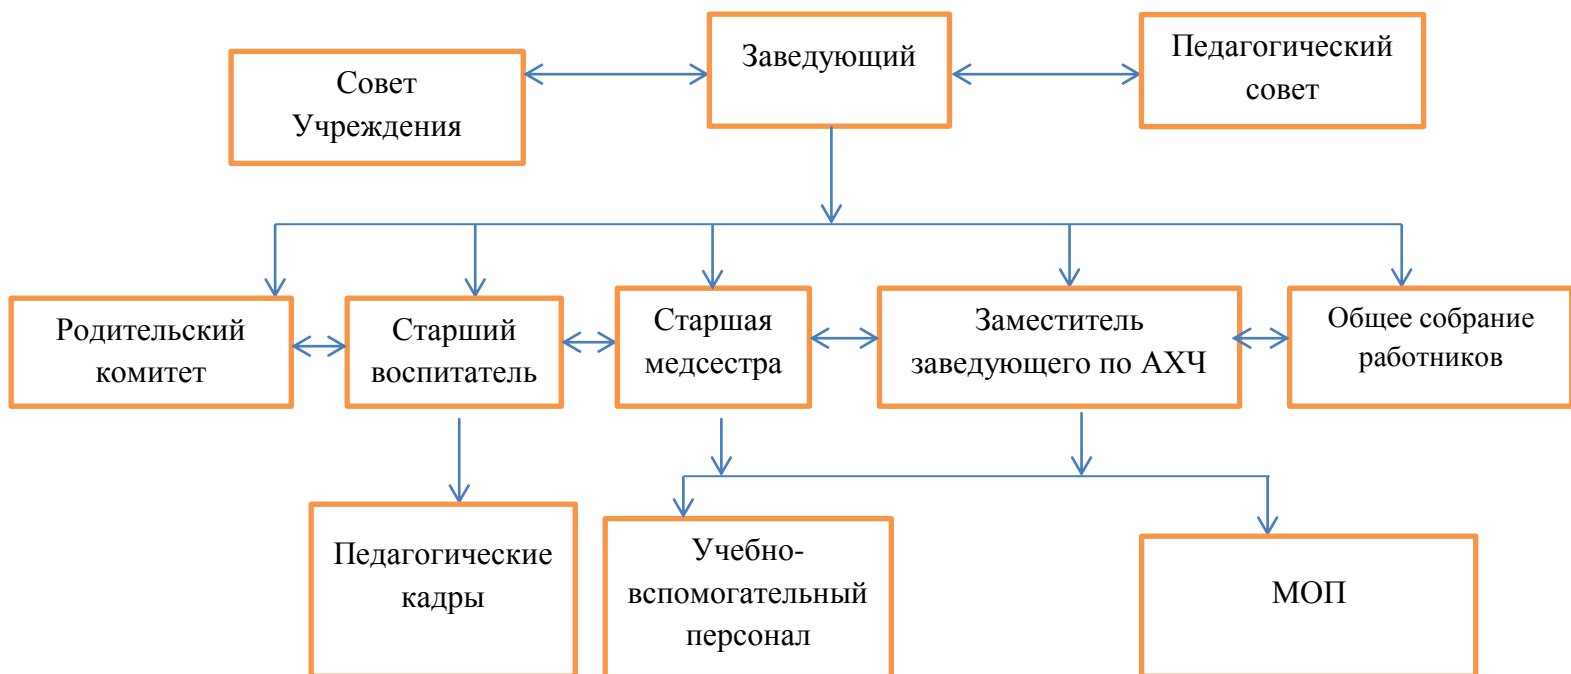 Совет
Учреждения
Заведующий
Педагогический
совет
Родительский
комитет
Старший
воспитатель
Старшая
медсестра
Заместитель
заведующего по АХЧ
Общее собрание
работников
Педагогические
кадры
Учебно-
вспомогательный
персонал
МОП